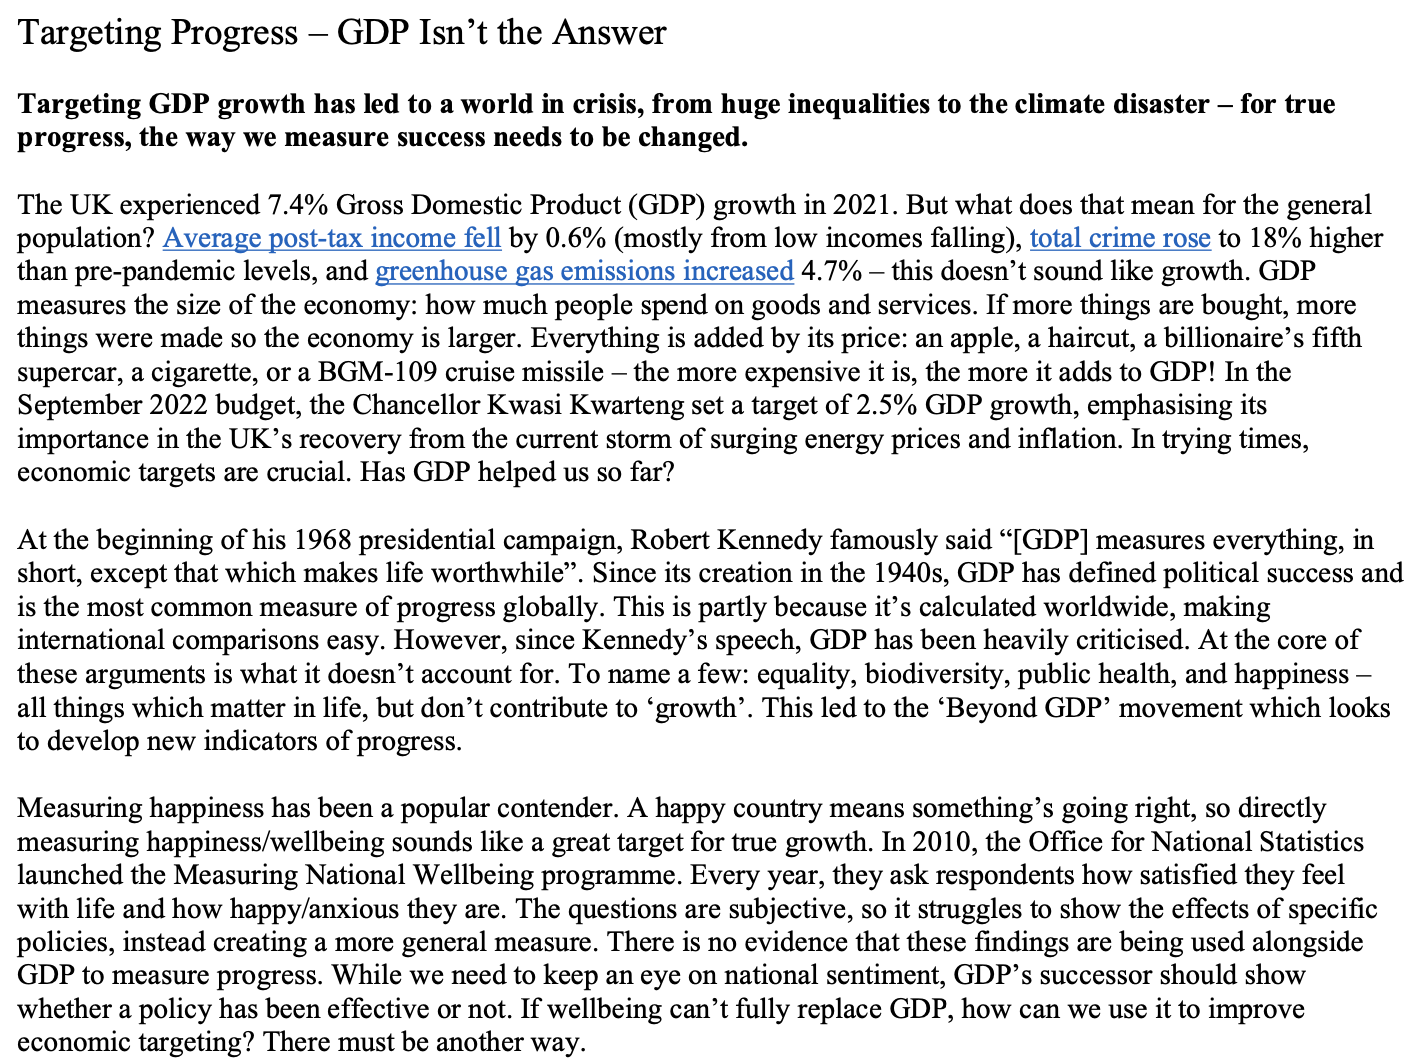 Targeting Progress – GDP Isn’t the Answer
Targeting GDP growth has led to a world in crisis, from huge inequalities to the climate disaster – for true
progress, the way we measure success needs to be changed.
The UK experienced 7.4% Gross Domestic Product (GDP) growth in 2021. But what does that mean for the general
population? Average post-tax income fell by 0.6% (mostly from low incomes falling), total crime rose to 18% higher
than pre-pandemic levels, and greenhouse gas emissions increased 4.7% – this doesn’t sound like growth. GDP
measures the size of the economy: how much people spend on goods and services. If more things are bought, more
things were made so the economy is larger. Everything is added by its price: an apple, a haircut, a billionaire’s fifth
supercar, a cigarette, or a BGM-109 cruise missile – the more expensive it is, the more it adds to GDP! In the
September 2022 budget, the Chancellor Kwasi Kwarteng set a target of 2.5% GDP growth, emphasising its
importance in the UK’s recovery from the current storm of surging energy prices and inflation. In trying times,
economic targets are crucial. Has GDP helped us so far?
At the beginning of his 1968 presidential campaign, Robert Kennedy famously said “[GDP] measures everything, in
short, except that which makes life worthwhile”. Since its creation in the 1940s, GDP has defined political success and
is the most common measure of progress globally. This is partly because it’s calculated worldwide, making
international comparisons easy. However, since Kennedy’s speech, GDP has been heavily criticised. At the core of
these arguments is what it doesn’t account for. To name a few: equality, biodiversity, public health, and happiness –
all things which matter in life, but don’t contribute to ‘growth’. This led to the ‘Beyond GDP’ movement which looks
to develop new indicators of progress.
Measuring happiness has been a popular contender. A happy country means something’s going right, so directly
measuring happiness/wellbeing sounds like a great target for true growth. In 2010, the Office for National Statistics
launched the Measuring National Wellbeing programme. Every year, they ask respondents how satisfied they feel
with life and how happy/anxious they are. The questions are subjective, so it struggles to show the effects of specific
policies, instead creating a more general measure. There is no evidence that these findings are being used alongside
GDP to measure progress. While we need to keep an eye on national sentiment, GDP’s successor should show
whether a policy has been effective or not. If wellbeing can’t fully replace GDP, how can we use it to improve
economic targeting? There must be another way.